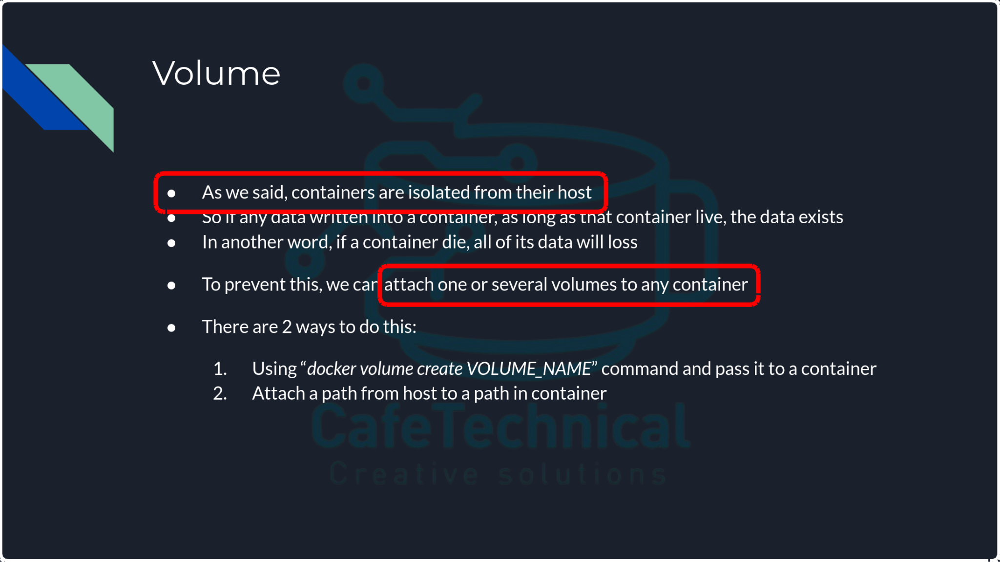 Volume
● As we said, containers are isolated from their host
● So if any data written into a container, as long as that container live, the data exists
● In another word, if a container die, all of its data will loss
● To prevent this, we can attach one or several volumes to any container
● There are 2 ways to do this:
1. Using “docker volume create VOLUME_NAME” command and pass it to a container
2. Attach a path from host to a path in container
CafeTechnical
Creative solutions